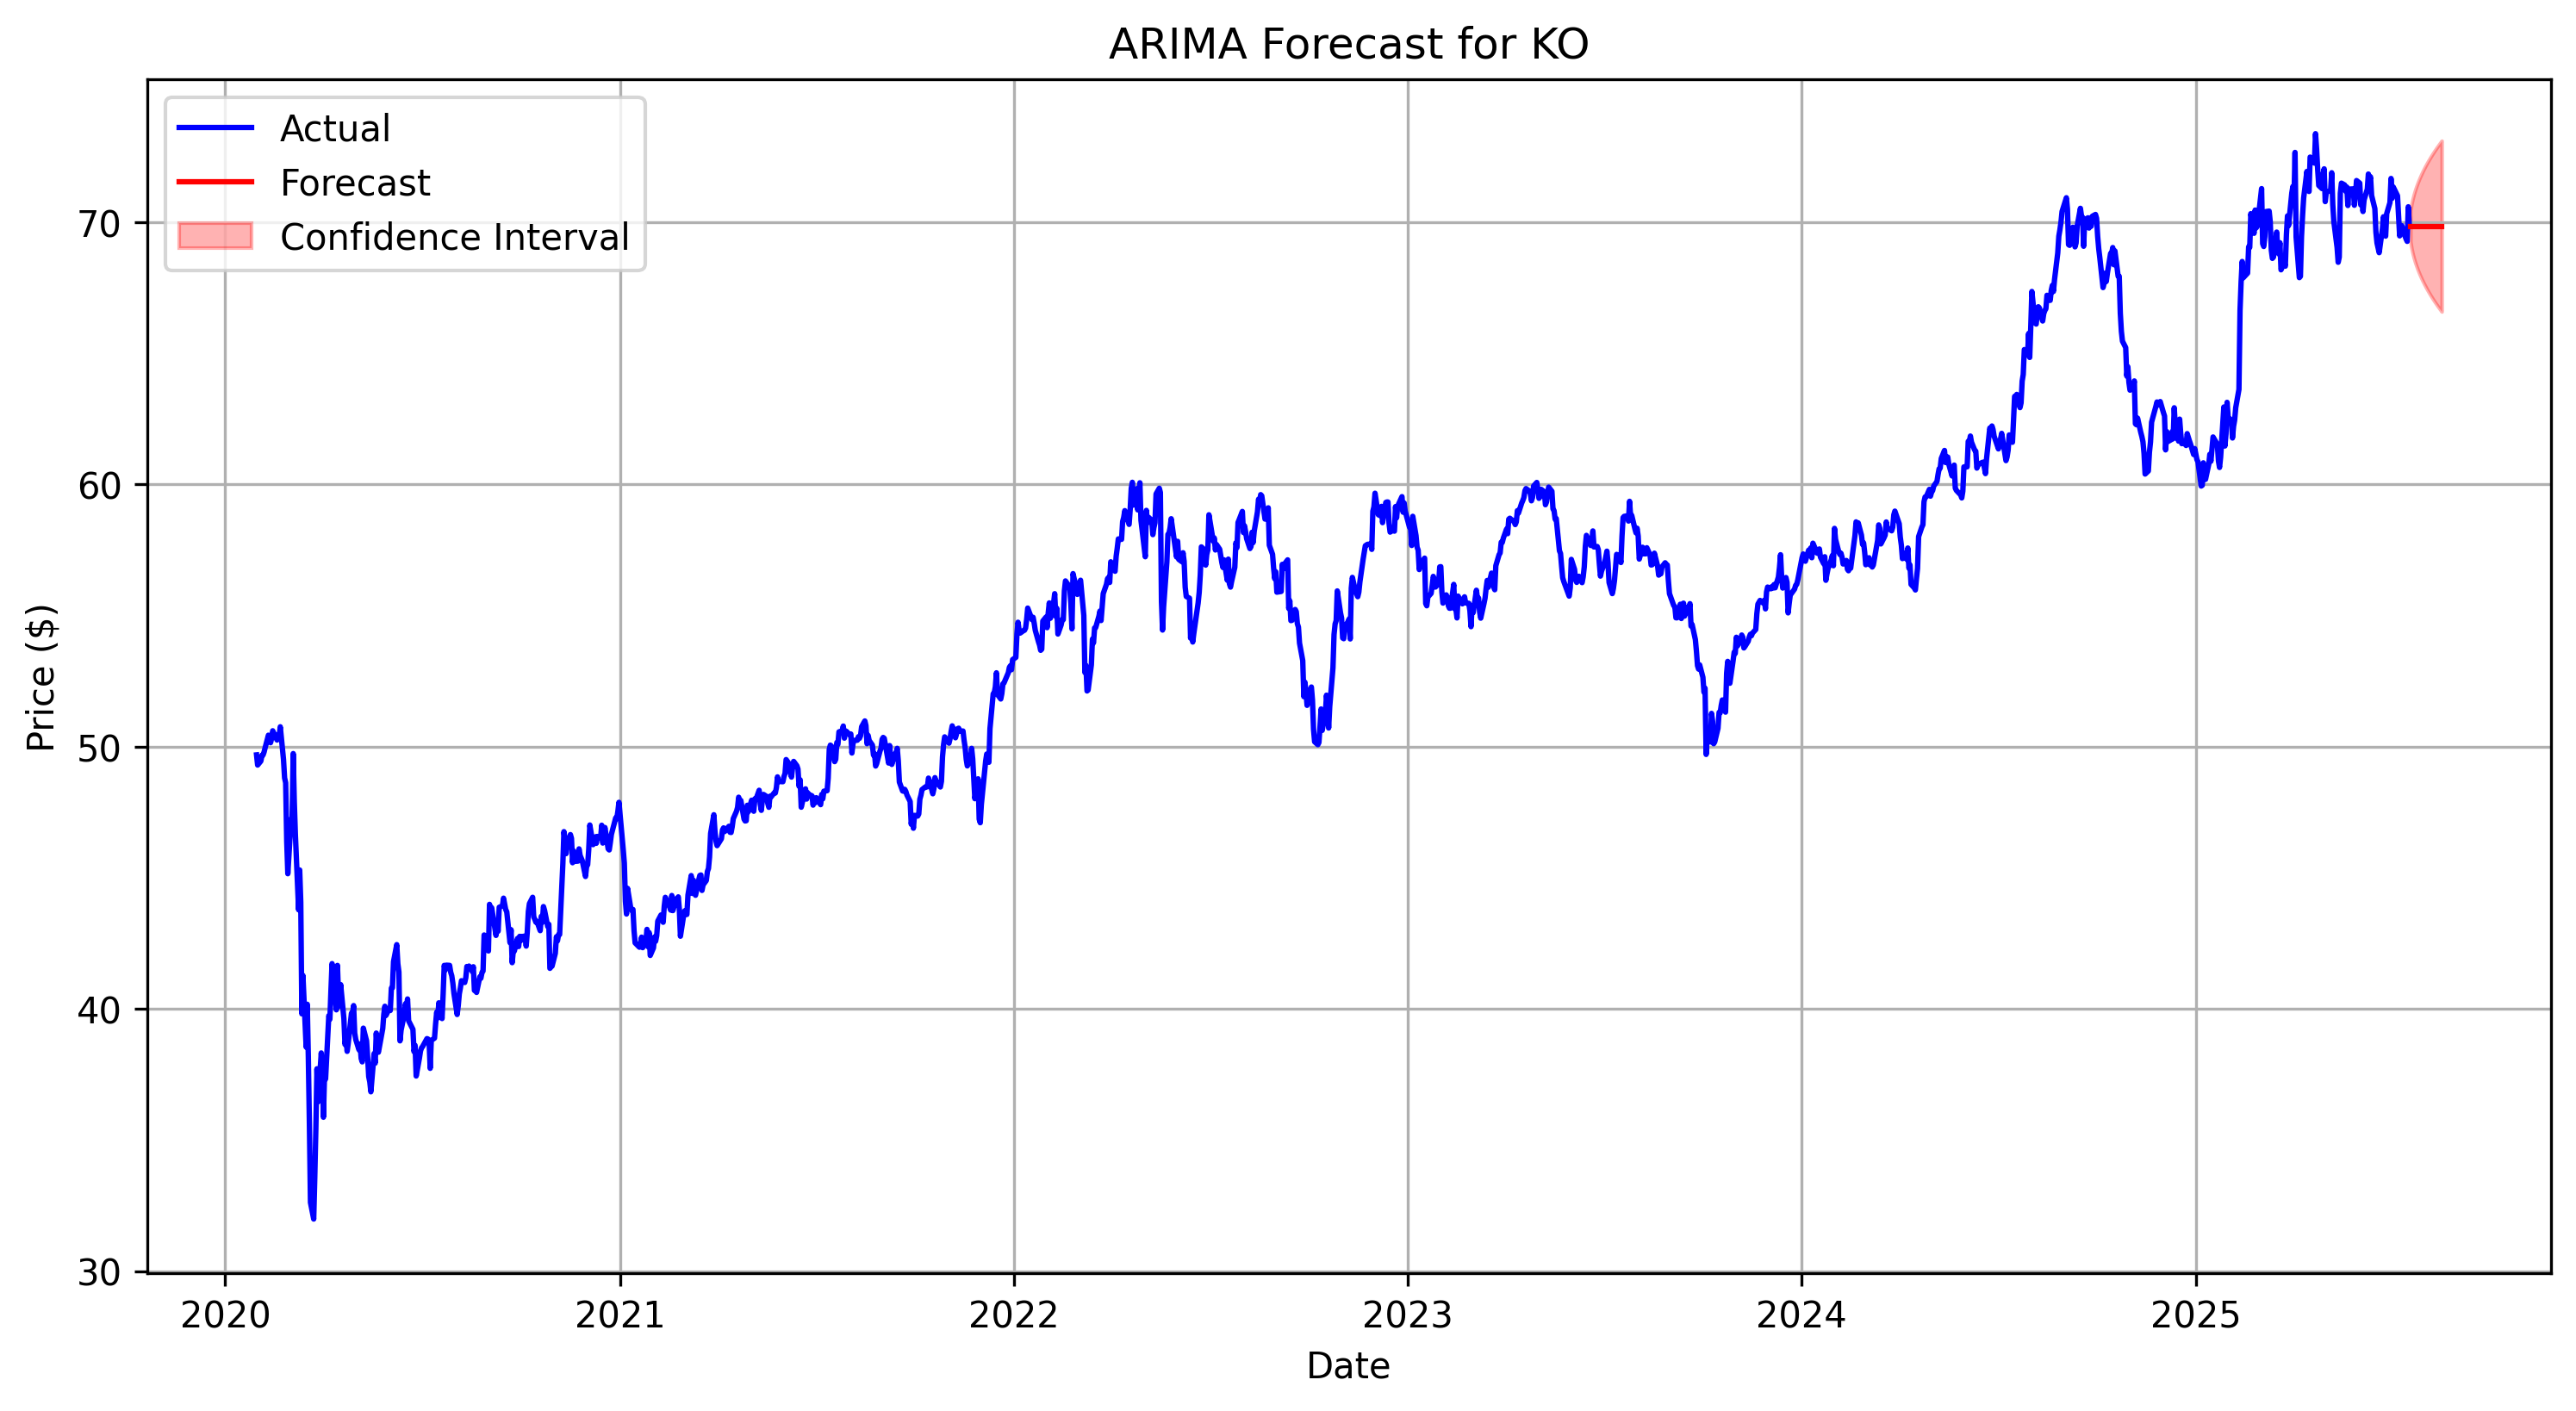 ARIMA Forecast for KO
Actual
Forecast
Confidence Interval
70
60
50
40
30
Price ($)
2020 2021 2022 2023 2024 2025
Date